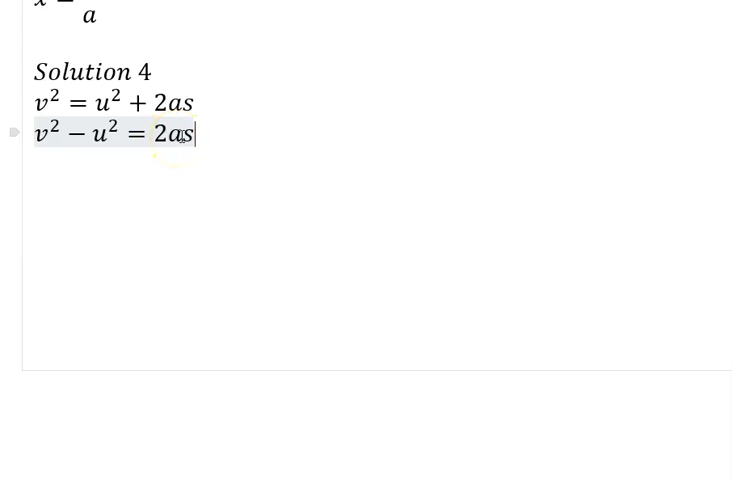 a
Solution 4
v² = u² + 2as
v² − u² = 2as